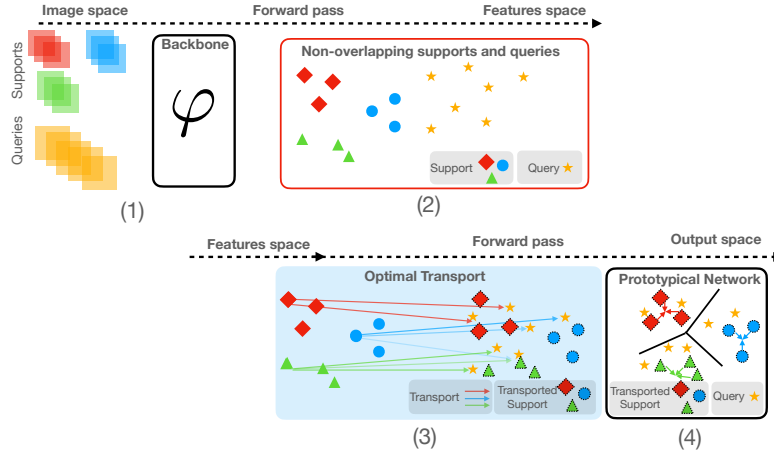 Image space
Forward pass
Features space
Supports
Queries
Backbone
φ
(1)
Non-overlapping supports and queries
Support
Query
(2)
Features space
Forward pass
Output space
Optimal Transport
Transport
Transported
Support
(3)
Prototypical Network
Transported
Support
Query
(4)